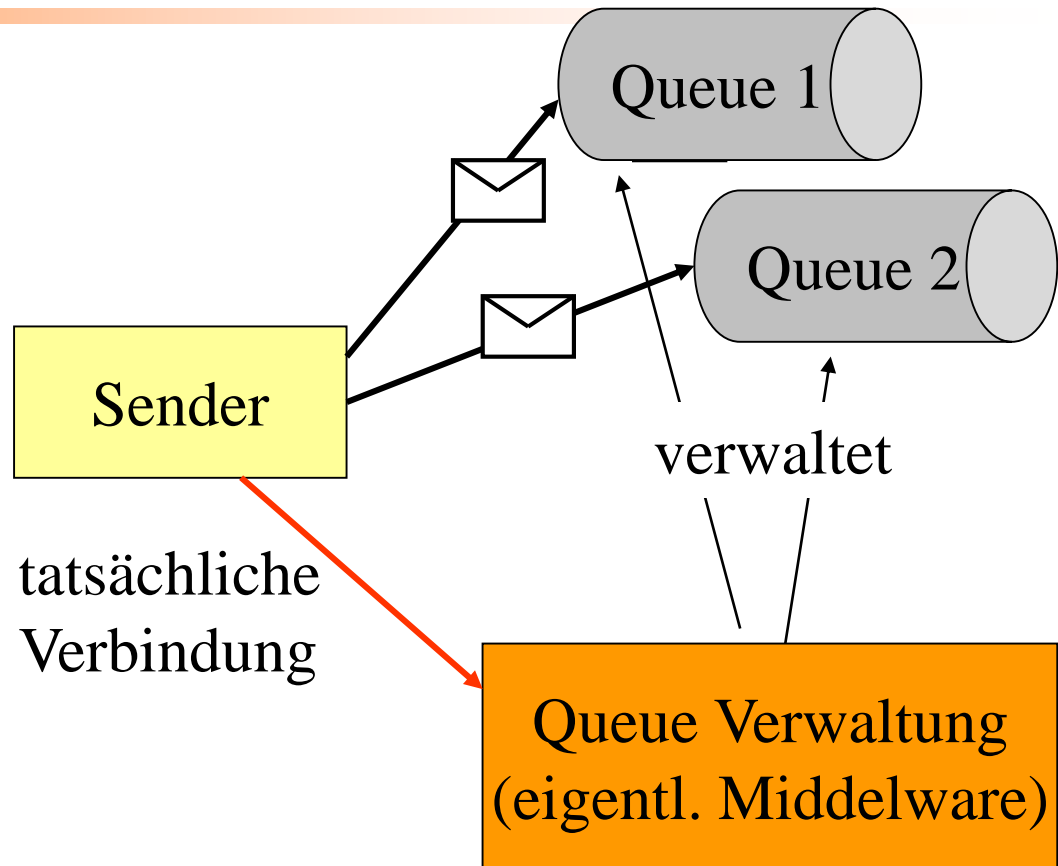 Queue 1
Queue 2
Sender
verwaltet
tatsächliche
Verbindung
Queue Verwaltung
(eigentl. Middelware)